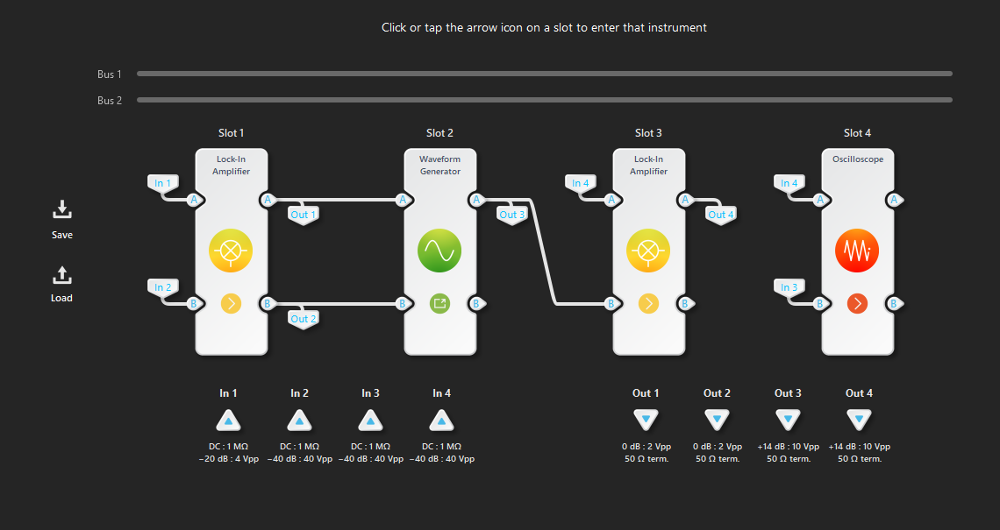 Click or tap the arrow icon on a slot to enter that instrument
Bus 1
Bus 2
Slot 1
Slot 2
Slot 3
Slot 4
Lock-In
Amplifier
Waveform
Generator
Lock-In
Amplifier
Oscilloscope
In 1
A
A
Out 1
A
A
Out 3
In 4
A
A
Out 4
In 4
A
A
Save
Load
In 2
B
B
Out 2
B
B
B
B
In 3
B
B
In 1
In 2
In 3
In 4
Out 1
Out 2
Out 3
Out 4
DC : 1 MΩ
−20 dB : 4 Vpp
DC : 1 MΩ
−40 dB : 40 Vpp
DC : 1 MΩ
−40 dB : 40 Vpp
DC : 1 MΩ
−40 dB : 40 Vpp
0 dB : 2 Vpp
50 Ω term.
0 dB : 2 Vpp
50 Ω term.
+14 dB : 10 Vpp
50 Ω term.
+14 dB : 10 Vpp
50 Ω term.